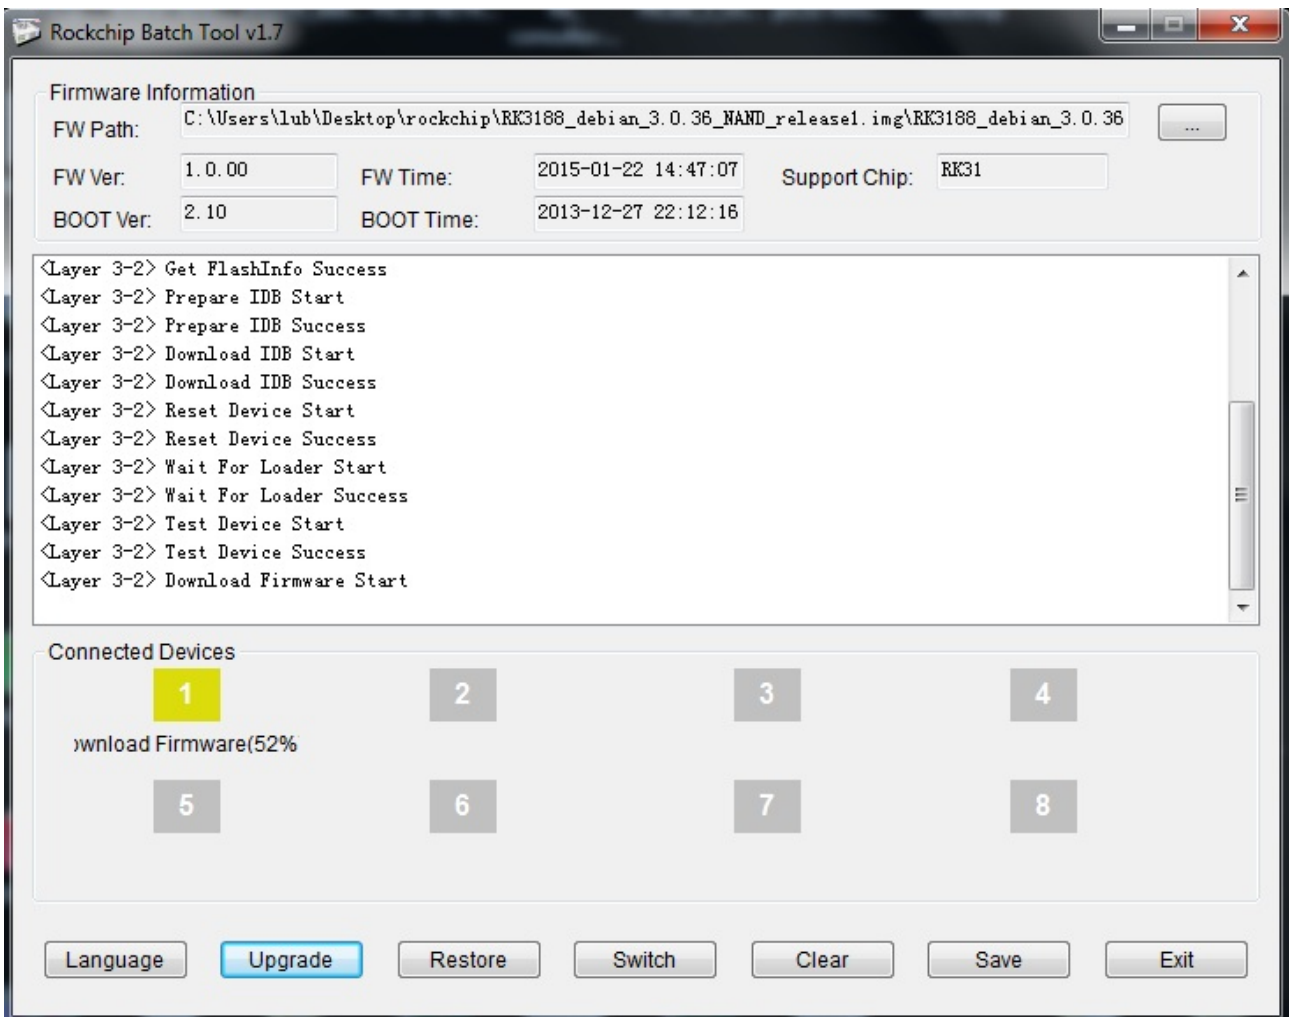 Rockchip Batch Tool v1.7
Firmware Information
FW Path: C:\Users\lub\Desktop\rockchip\RK3188_debian_3.0.36_NAND_release1.img\RK3188_debian_3.0.36 ...
FW Ver: 1.0.00 FW Time: 2015-01-22 14:47:07 Support Chip: RK31
BOOT Ver: 2.10 BOOT Time: 2013-12-27 22:12:16
<Layer 3-2> Get FlashInfo Success
<Layer 3-2> Prepare IDB Start
<Layer 3-2> Prepare IDB Success
<Layer 3-2> Download IDB Start
<Layer 3-2> Download IDB Success
<Layer 3-2> Reset Device Start
<Layer 3-2> Reset Device Success
<Layer 3-2> Wait For Loader Start
<Layer 3-2> Wait For Loader Success
<Layer 3-2> Test Device Start
<Layer 3-2> Test Device Success
<Layer 3-2> Download Firmware Start
Connected Devices
1 2 3 4
ownload Firmware(52%
5 6 7 8
Language Upgrade Restore Switch Clear Save Exit